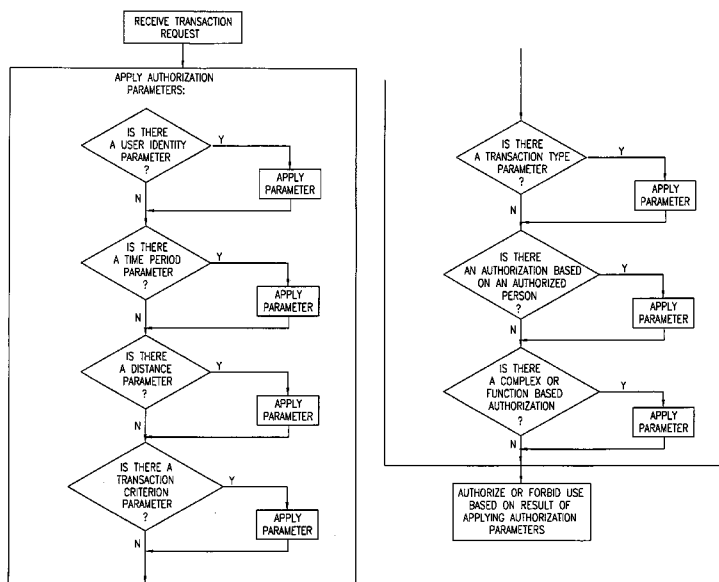 RECEIVE TRANSACTION
REQUEST
APPLY AUTHORIZATION
PARAMETERS:
IS THERE
A USER IDENTITY
PARAMETER
?
Y
APPLY
PARAMETER
N
IS THERE
A TIME PERIOD
PARAMETER
?
Y
APPLY
PARAMETER
N
IS THERE
A DISTANCE
PARAMETER
?
Y
APPLY
PARAMETER
N
IS THERE A
TRANSACTION
CRITERION
PARAMETER
?
Y
APPLY
PARAMETER
N
IS THERE
A TRANSACTION TYPE
PARAMETER
?
Y
APPLY
PARAMETER
N
IS THERE
AN AUTHORIZATION BASED
ON AN AUTHORIZED
PERSON
?
Y
APPLY
PARAMETER
N
IS THERE
A COMPLEX OR
FUNCTION BASED
AUTHORIZATION
?
Y
APPLY
PARAMETER
N
AUTHORIZE OR FORBID USE
BASED ON RESULT OF
APPLYING AUTHORIZATION
PARAMETERS